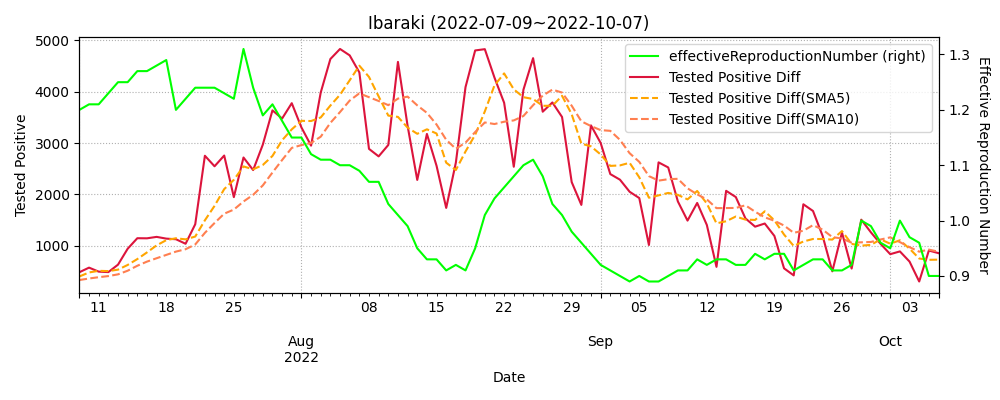 Ibaraki (2022-07-09~2022-10-07)
effectiveReproductionNumber (right)
Tested Positive Diff
Tested Positive Diff(SMA5)
Tested Positive Diff(SMA10)
Tested Positive
5000
4000
3000
2000
1000
1.3
1.2
1.1
1.0
0.9
Effective Reproduction Number
11 18 25 08 15 22 29 05 12 19 26 03
Aug Sep Oct
2022
Date